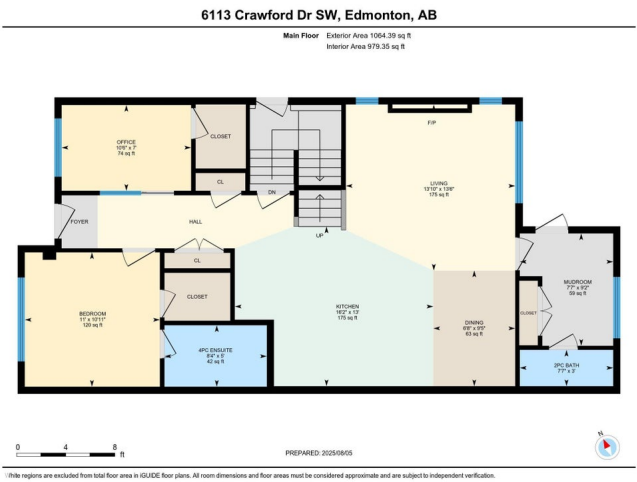 6113 Crawford Dr SW, Edmonton, AB
Main Floor Exterior Area 1064.39 sq ft
Interior Area 979.35 sq ft
OFFICE
10'6" x 7'
74 sq ft
CLOSET
CL
DN
F/P
LIVING
13'10" x 13'6"
175 sq ft
FOYER
HALL
UP
CL
BEDROOM
11' x 10'11"
120 sq ft
CLOSET
4PC ENSUITE
8'4" x 5'
42 sq ft
KITCHEN
16'2" x 13'
175 sq ft
DINING
6'8" x 9'5"
63 sq ft
MUDROOM
7'7" x 9'2"
59 sq ft
CLOSET
2PC BATH
7'7" x 3'
0 4 8
ft
PREPARED: 2025/08/05
N
White regions are excluded from total floor area in iGUIDE floor plans. All room dimensions and floor areas must be considered approximate and are subject to independent verification.